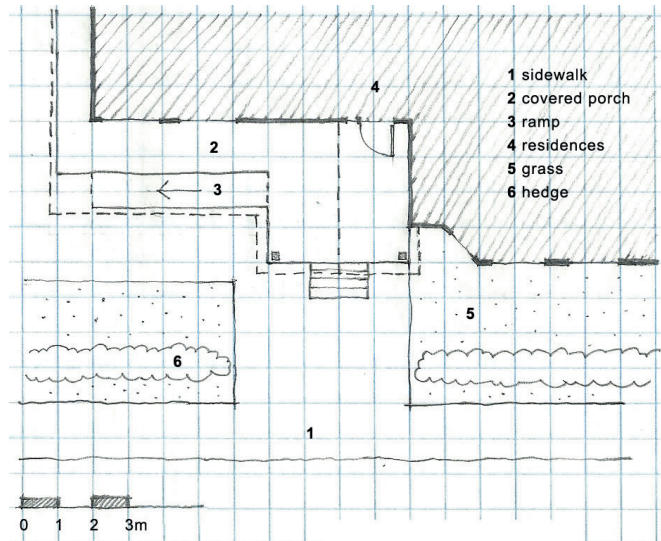 4
1 sidewalk
2 covered porch
3 ramp
4 residences
5 grass
6 hedge
2
3
5
6
1
0 1 2 3m